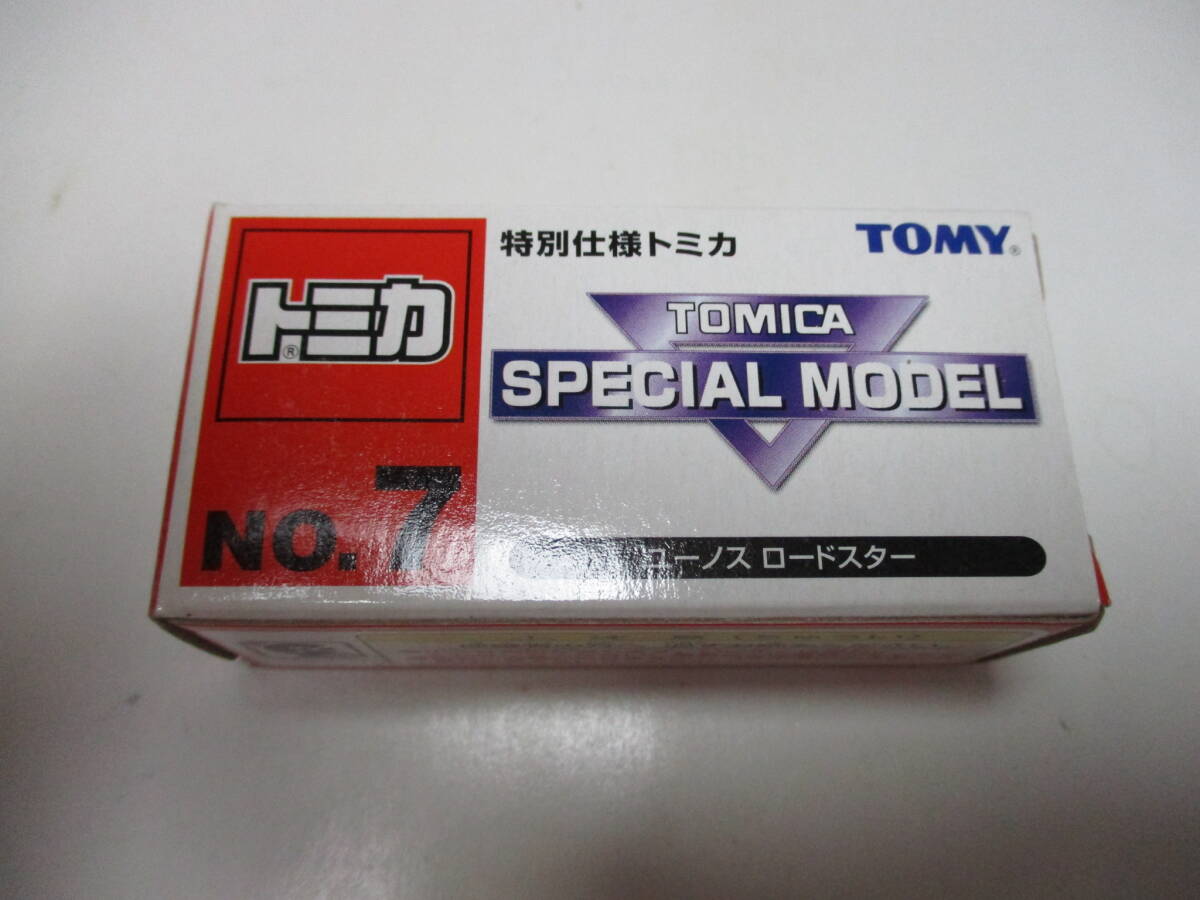 トミカ®
NO.7
特別仕様トミカ
TOMY®
TOMICA
SPECIAL MODEL
ユーノス ロードスター